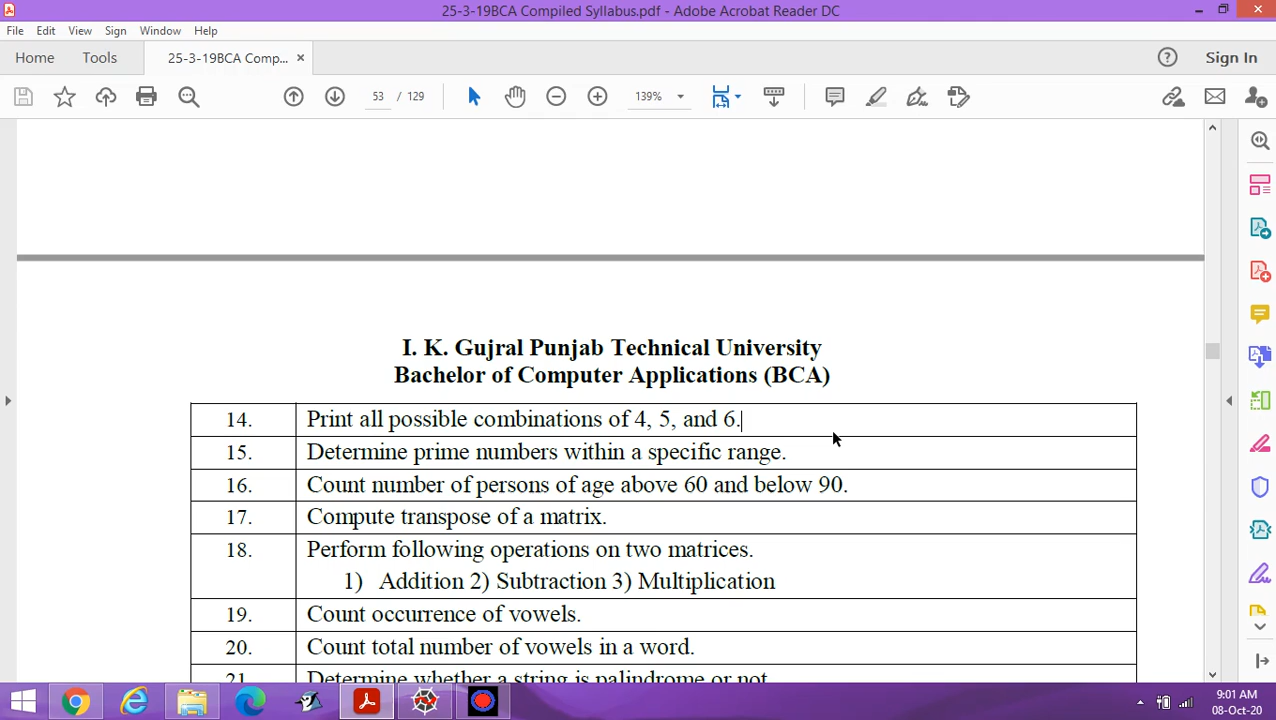 25-3-19BCA Compiled Syllabus.pdf - Adobe Acrobat Reader DC
File Edit View Sign Window Help
Home Tools 25-3-19BCA Comp... × Sign In
53 / 129 139%
I. K. Gujral Punjab Technical University
Bachelor of Computer Applications (BCA)
14. Print all possible combinations of 4, 5, and 6.
15. Determine prime numbers within a specific range.
16. Count number of persons of age above 60 and below 90.
17. Compute transpose of a matrix.
18. Perform following operations on two matrices.
1) Addition 2) Subtraction 3) Multiplication
19. Count occurrence of vowels.
20. Count total number of vowels in a word.
21. Determine whether a string is palindrome or not
9:01 AM
08-Oct-20